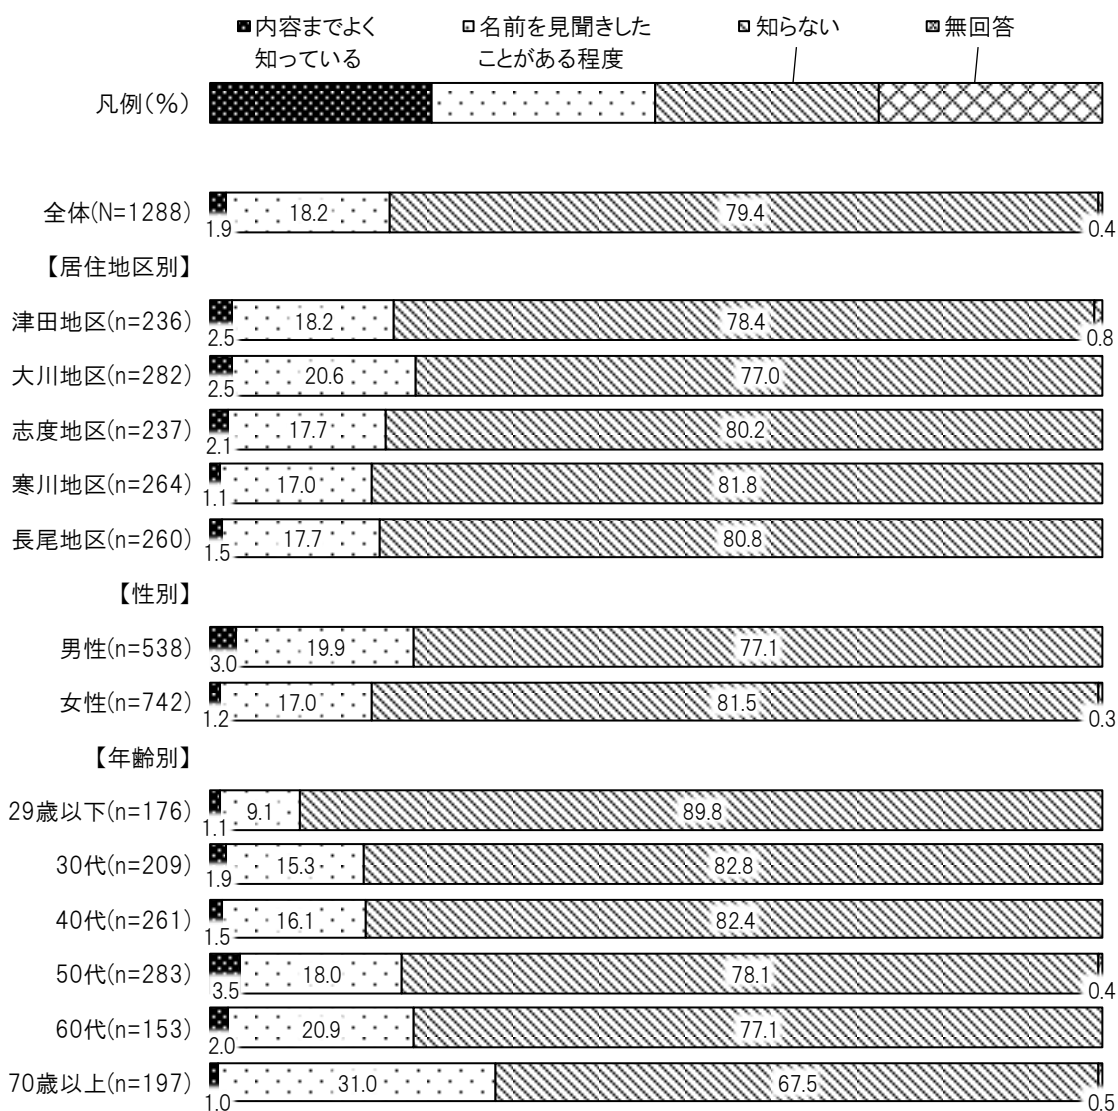 内容までよく 名前を見聞きした 知らない 無回答
知っている ことがある程度
凡例(%)
全体(N=1288) 1.9 18.2 79.4 0.4
【居住地区別】
津田地区(n=236) 2.5 18.2 78.4 0.8
大川地区(n=282) 2.5 20.6 77.0
志度地区(n=237) 2.1 17.7 80.2
寒川地区(n=264) 1.1 17.0 81.8
長尾地区(n=260) 1.5 17.7 80.8
【性別】
男性(n=538) 3.0 19.9 77.1
女性(n=742) 1.2 17.0 81.5 0.3
【年齢別】
29歳以下(n=176) 1.1 9.1 89.8
30代(n=209) 1.9 15.3 82.8
40代(n=261) 1.5 16.1 82.4
50代(n=283) 3.5 18.0 78.1 0.4
60代(n=153) 2.0 20.9 77.1
70歳以上(n=197) 1.0 31.0 67.5 0.5